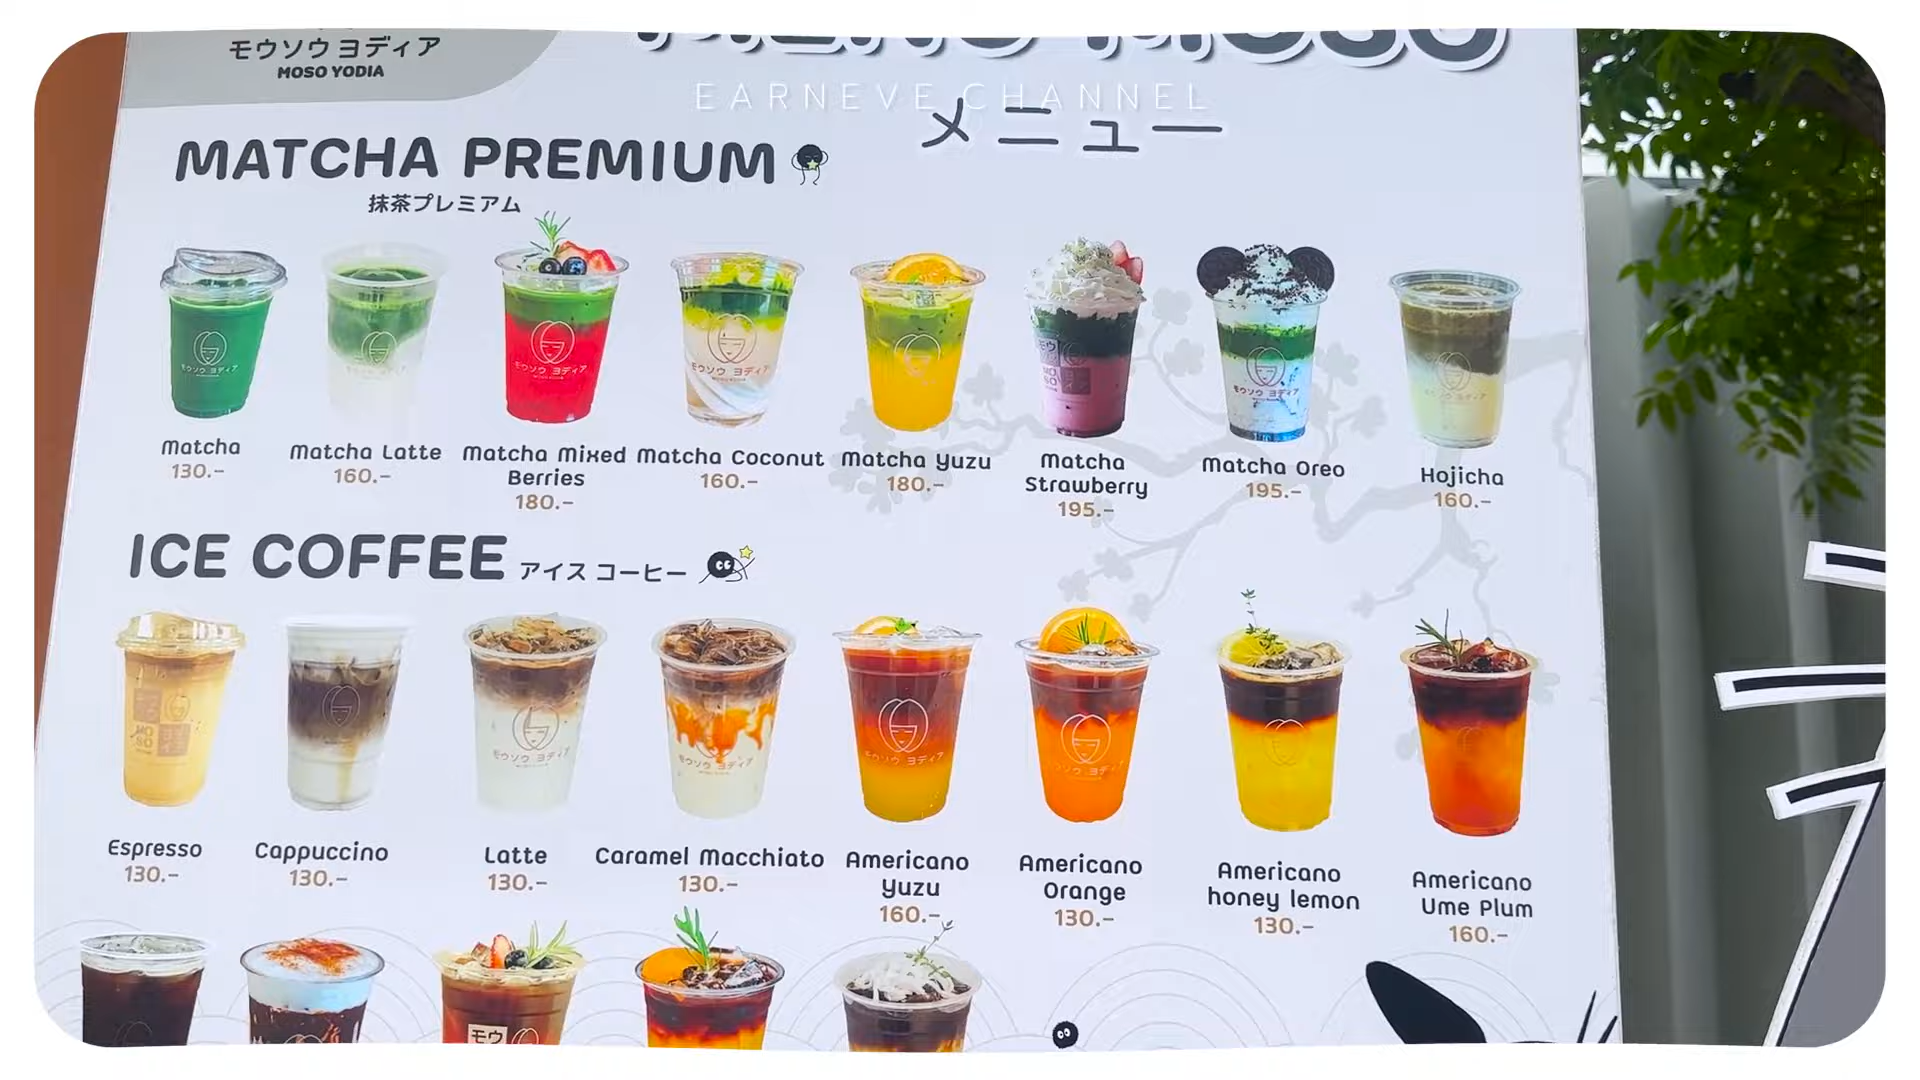 モウソウ ヨディア
MOSO YODIA
MENU MOSO
EARNEVE CHANNEL
メニュー
MATCHA PREMIUM
抹茶プレミアム
Matcha
130.-
Matcha Latte
160.-
Matcha Mixed
Berries
180.-
Matcha Coconut
160.-
Matcha Yuzu
180.-
Matcha
Strawberry
195.-
Matcha Oreo
195.-
Hojicha
160.-
ICE COFFEE
アイス コーヒー
Espresso
130.-
Cappuccino
130.-
Latte
130.-
Caramel Macchiato
130.-
Americano
Yuzu
160.-
Americano
Orange
130.-
Americano
honey lemon
130.-
Americano
Ume Plum
160.-